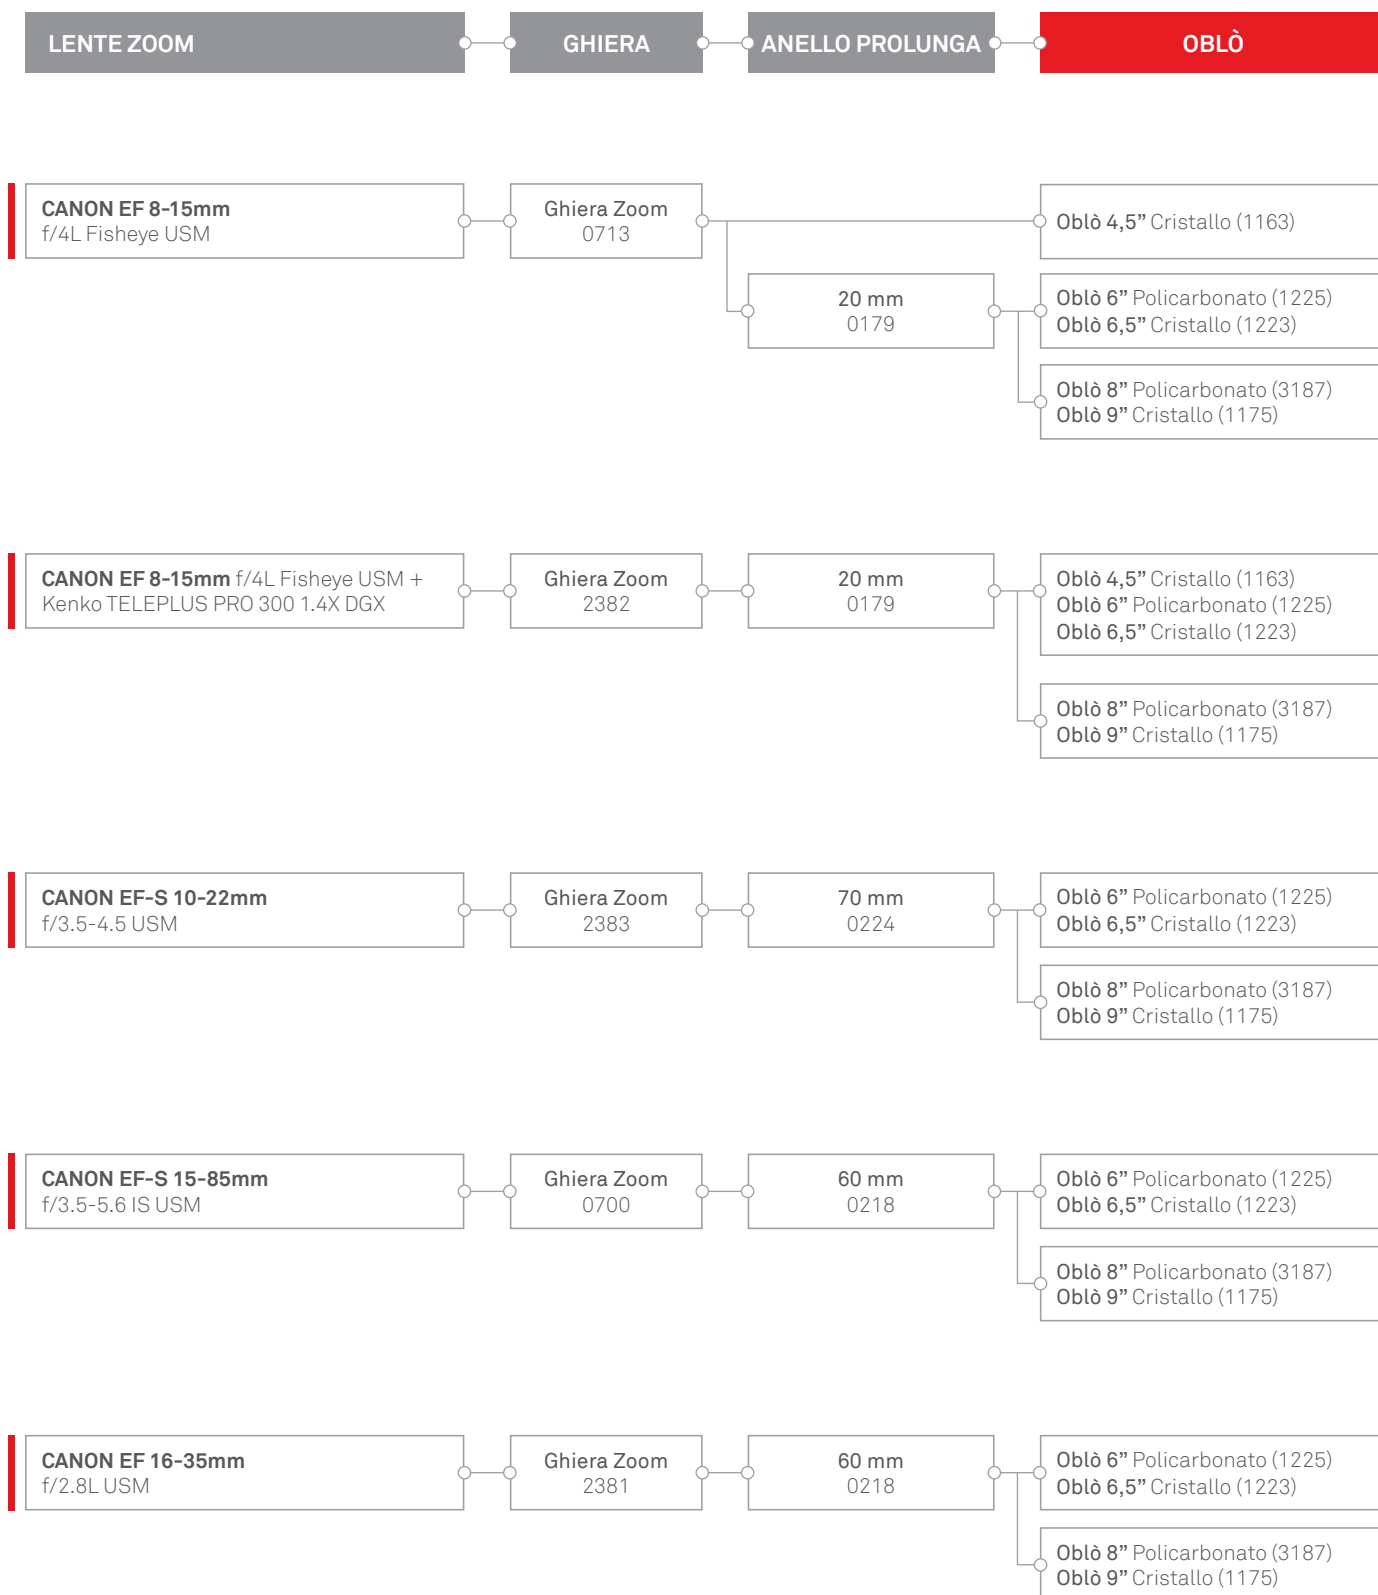 LENTE ZOOM
GHIERA
ANELLO PROLUNGA
OBLÒ
CANON EF 8-15mm
f/4L Fisheye USM
Ghiera Zoom
0713
Oblò 4,5” Cristallo (1163)
20 mm
0179
Oblò 6” Policarbonato (1225)
Oblò 6,5” Cristallo (1223)
Oblò 8” Policarbonato (3187)
Oblò 9” Cristallo (1175)
CANON EF 8-15mm f/4L Fisheye USM +
Kenko TELEPLUS PRO 300 1.4X DGX
Ghiera Zoom
2382
20 mm
0179
Oblò 4,5” Cristallo (1163)
Oblò 6” Policarbonato (1225)
Oblò 6,5” Cristallo (1223)
Oblò 8” Policarbonato (3187)
Oblò 9” Cristallo (1175)
CANON EF-S 10-22mm
f/3.5-4.5 USM
Ghiera Zoom
2383
70 mm
0224
Oblò 6” Policarbonato (1225)
Oblò 6,5” Cristallo (1223)
Oblò 8” Policarbonato (3187)
Oblò 9” Cristallo (1175)
CANON EF-S 15-85mm
f/3.5-5.6 IS USM
Ghiera Zoom
0700
60 mm
0218
Oblò 6” Policarbonato (1225)
Oblò 6,5” Cristallo (1223)
Oblò 8” Policarbonato (3187)
Oblò 9” Cristallo (1175)
CANON EF 16-35mm
f/2.8L USM
Ghiera Zoom
2381
60 mm
0218
Oblò 6” Policarbonato (1225)
Oblò 6,5” Cristallo (1223)
Oblò 8” Policarbonato (3187)
Oblò 9” Cristallo (1175)